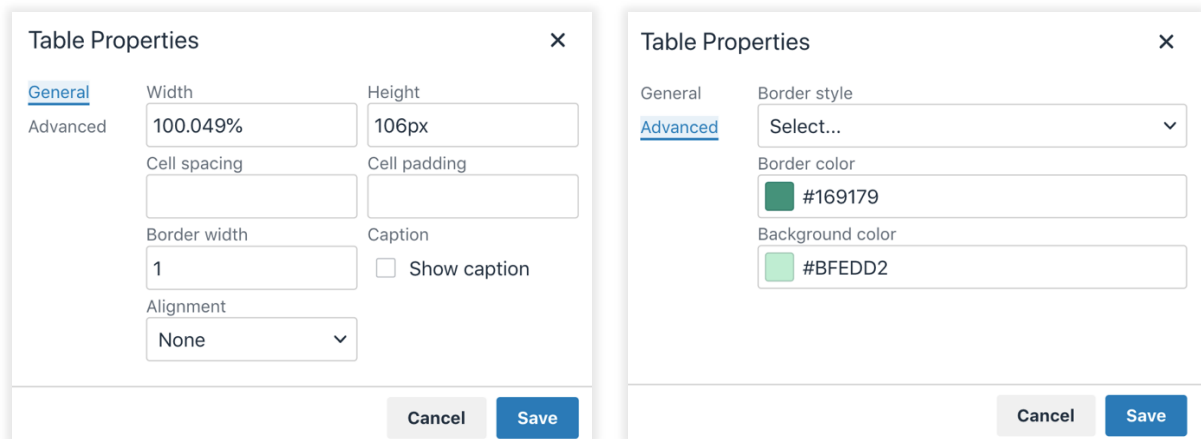 Table Properties
General
Advanced
Width
Height
100.049%
106px
Cell spacing
Cell padding
Border width
Caption
1
Show caption
Alignment
None
Cancel
Save
Table Properties
General
Advanced
Border style
Select...
Border color
#169179
Background color
#BFEDD2
Cancel
Save